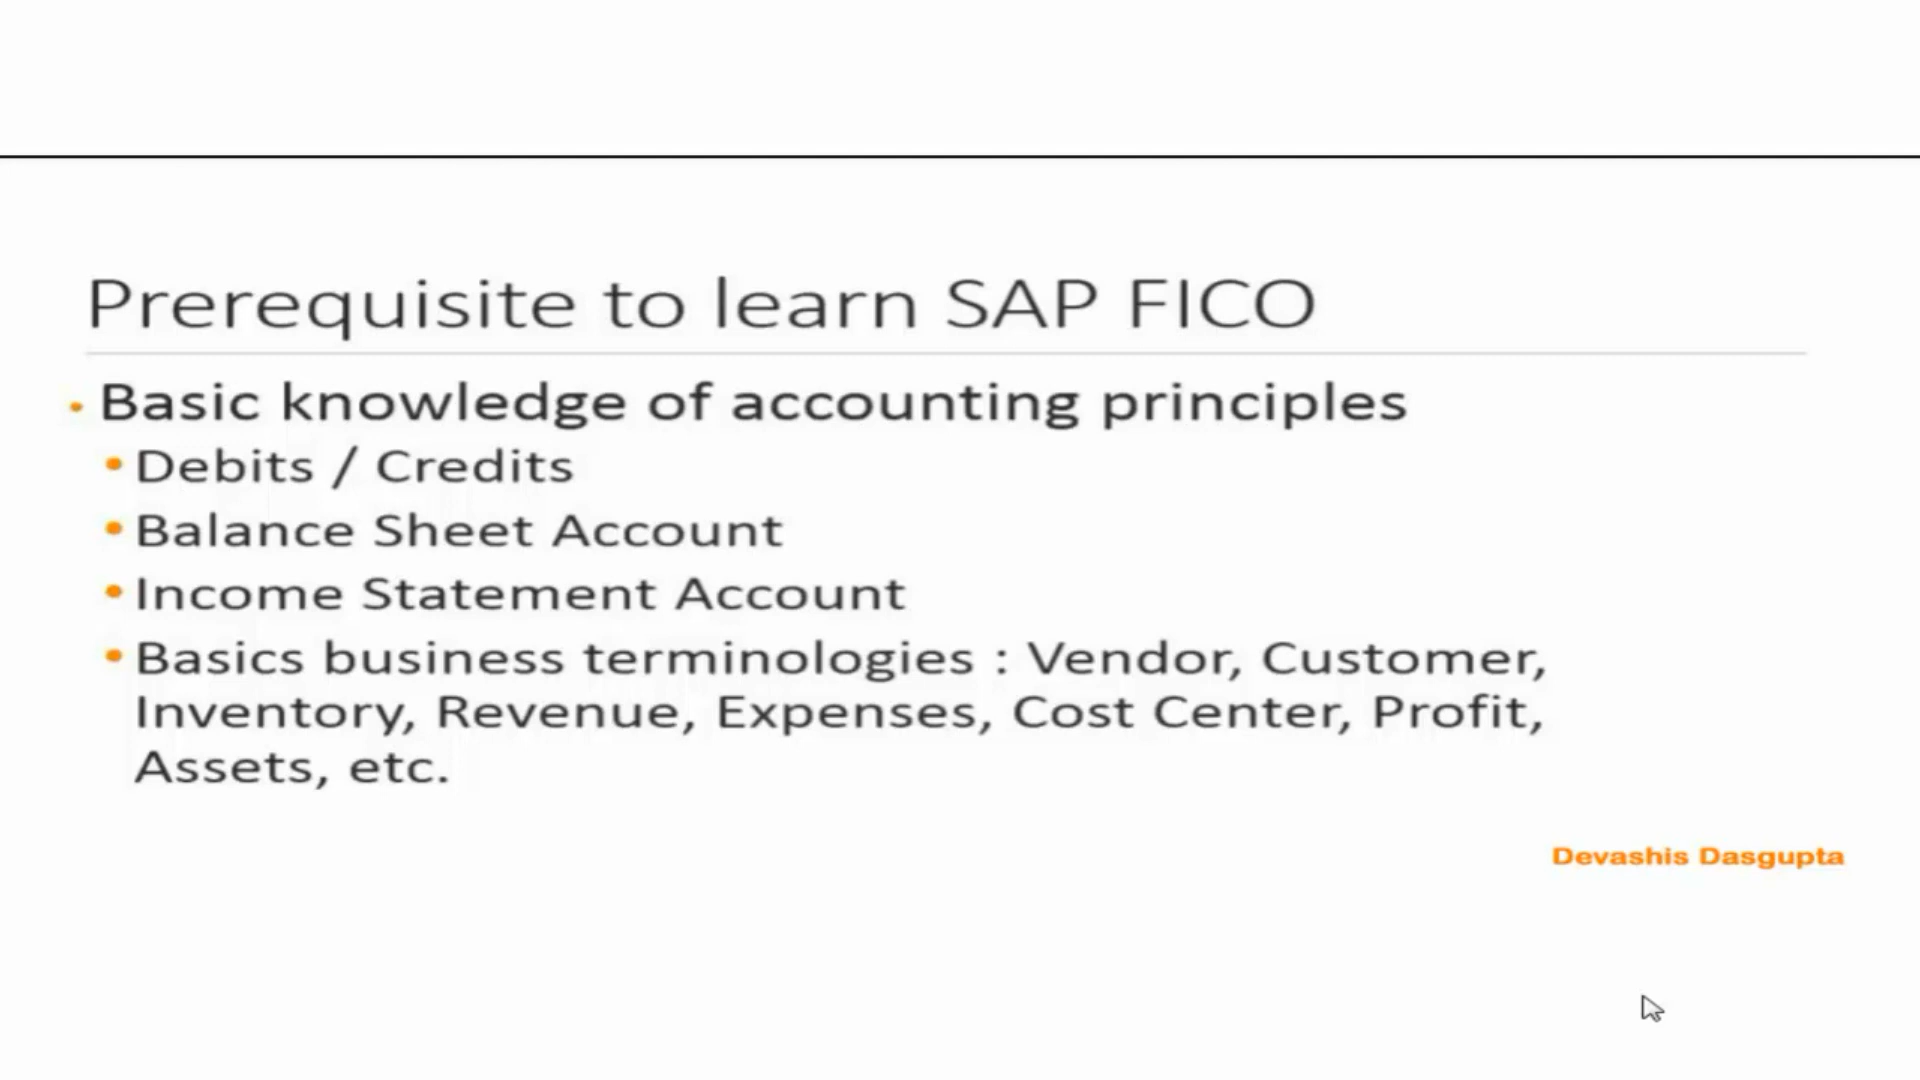 Prerequisite to learn SAP FICO
• Basic knowledge of accounting principles
• Debits / Credits
• Balance Sheet Account
• Income Statement Account
• Basics business terminologies : Vendor, Customer,
Inventory, Revenue, Expenses, Cost Center, Profit,
Assets, etc.
Devashis Dasgupta